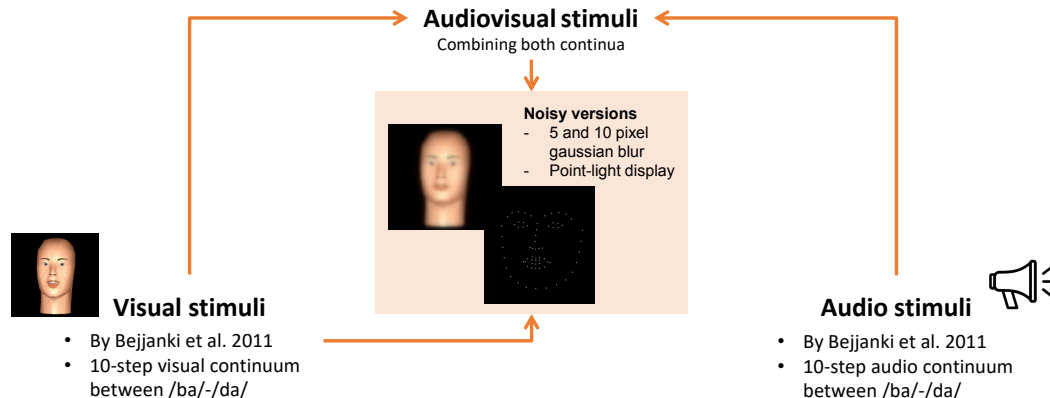 Audiovisual stimuli
Combining both continua
Noisy versions
- 5 and 10 pixel
gaussian blur
- Point-light display
Visual stimuli
• By Bejjanki et al. 2011
• 10-step visual continuum
between /ba/-/da/
Audio stimuli
• By Bejjanki et al. 2011
• 10-step audio continuum
between /ba/-/da/